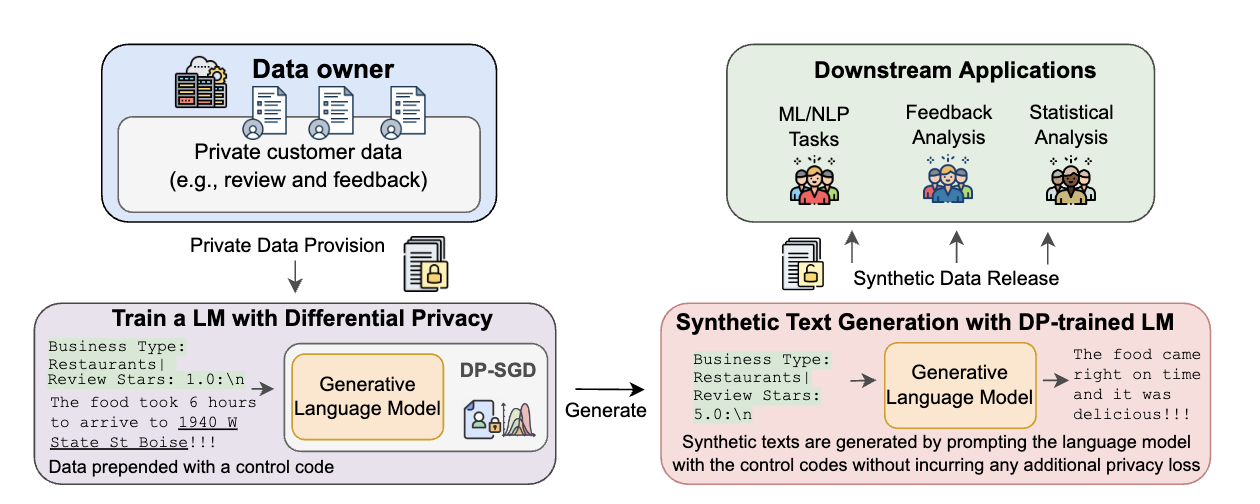 Data owner
Private customer data
(e.g., review and feedback)
Private Data Provision
Train a LM with Differential Privacy
Business Type:
Restaurants|
Review Stars: 1.0:\n
The food took 6 hours
to arrive to 1940 W
State St Boise!!!
Data prepended with a control code
Generative
Language Model
DP-SGD
Generate
Downstream Applications
ML/NLP
Tasks
Feedback
Analysis
Statistical
Analysis
Synthetic Data Release
Synthetic Text Generation with DP-trained LM
Business Type:
Restaurants|
Review Stars:
5.0:\n
Generative
Language Model
The food came
right on time
and it was
delicious!!!
Synthetic texts are generated by prompting the language model
with the control codes without incurring any additional privacy loss